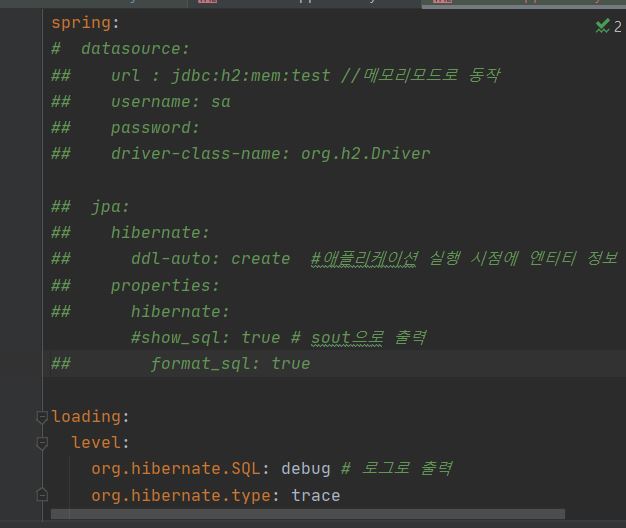 spring:
#  datasource:
##    url : jdbc:h2:mem:test //메모리모드로 동작
##    username: sa
##    password:
##    driver-class-name: org.h2.Driver
##  jpa:
##    hibernate:
##      ddl-auto: create  #애플리케이션 실행 시점에 엔티티 정보
##    properties:
##      hibernate:
        #show_sql: true # sout으로 출력
##        format_sql: true
loading:
  level:
    org.hibernate.SQL: debug # 로그로 출력
    org.hibernate.type: trace
2